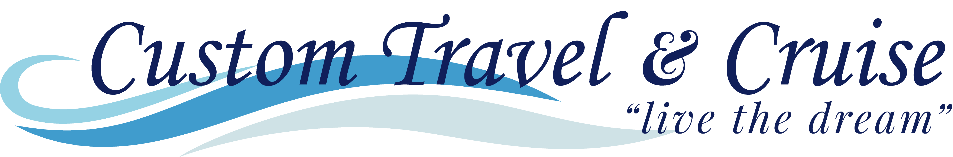 Custom Travel & Cruise
“live the dream”